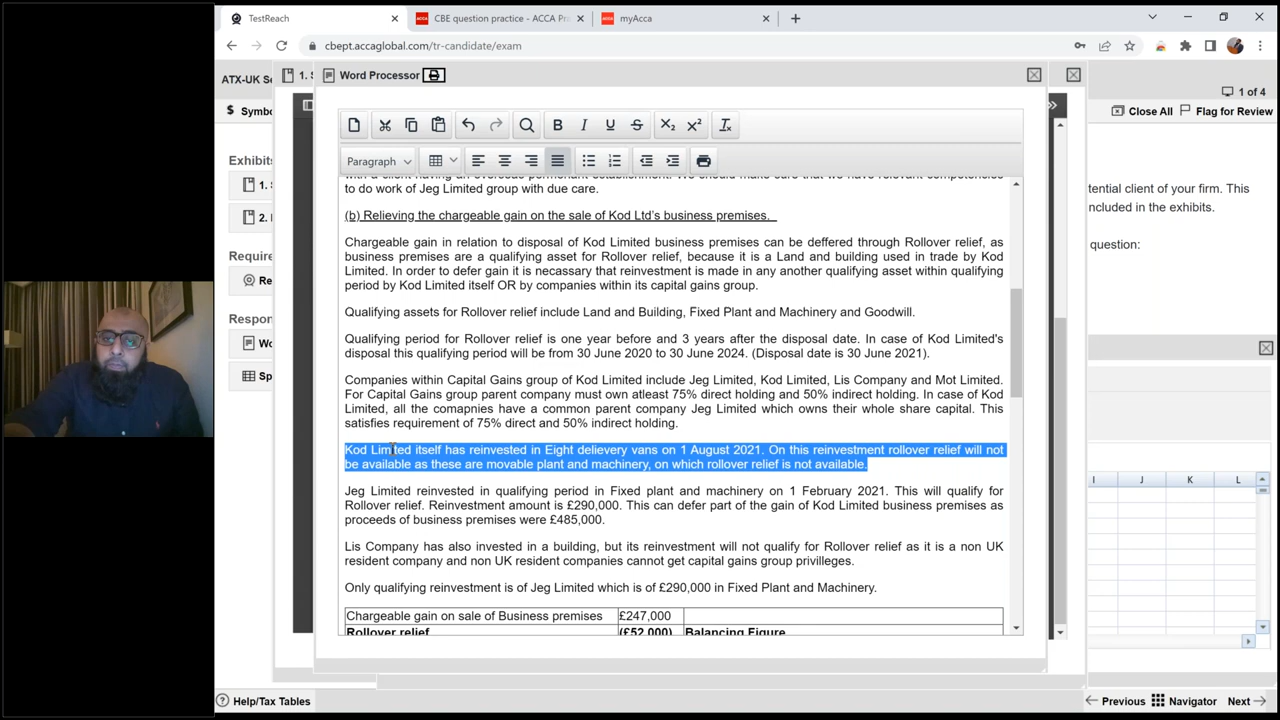 TestReach
CBE question practice - ACCA Pra
myAcca
cbept.accaglobal.com/tr-candidate/exam
ATX-UK Se
1. S
Word Processor
1 of 4
$ Symbo
Close All
Flag for Review
Exhibits
1. S
2. I
Require
Re
Respon
Wo
Sp
tential client of your firm. This
ncluded in the exhibits.
question:
Paragraph
to do work of Jeg Limited group with due care.
(b) Relieving the chargeable gain on the sale of Kod Ltd's business premises.
Chargeable gain in relation to disposal of Kod Limited business premises can be deffered through Rollover relief, as
business premises are a qualifying asset for Rollover relief, because it is a Land and building used in trade by Kod
Limited. In order to defer gain it is necassary that reinvestment is made in any another qualifying asset within qualifying
period by Kod Limited itself OR by companies within its capital gains group.
Qualifying assets for Rollover relief include Land and Building, Fixed Plant and Machinery and Goodwill.
Qualifying period for Rollover relief is one year before and 3 years after the disposal date. In case of Kod Limited's
disposal this qualifying period will be from 30 June 2020 to 30 June 2024. (Disposal date is 30 June 2021).
Companies within Capital Gains group of Kod Limited include Jeg Limited, Kod Limited, Lis Company and Mot Limited.
For Capital Gains group parent company must own atleast 75% direct holding and 50% indirect holding. In case of Kod
Limited, all the comapnies have a common parent company Jeg Limited which owns their whole share capital. This
satisfies requirement of 75% direct and 50% indirect holding.
Kod Limited itself has reinvested in Eight delievery vans on 1 August 2021. On this reinvestment rollover relief will not
be available as these are movable plant and machinery, on which rollover relief is not available.
Jeg Limited reinvested in qualifying period in Fixed plant and machinery on 1 February 2021. This will qualify for
Rollover relief. Reinvestment amount is £290,000. This can defer part of the gain of Kod Limited business premises as
proceeds of business premises were £485,000.
Lis Company has also invested in a building, but its reinvestment will not qualify for Rollover relief as it is a non UK
resident company and non UK resident companies cannot get capital gains group privilleges.
Only qualifying reinvestment is of Jeg Limited which is of £290,000 in Fixed Plant and Machinery.
Chargeable gain on sale of Business premises £247,000
Rollover relief (£52,000) Balancing Figure
I J K L
Help/Tax Tables
Previous
Navigator
Next